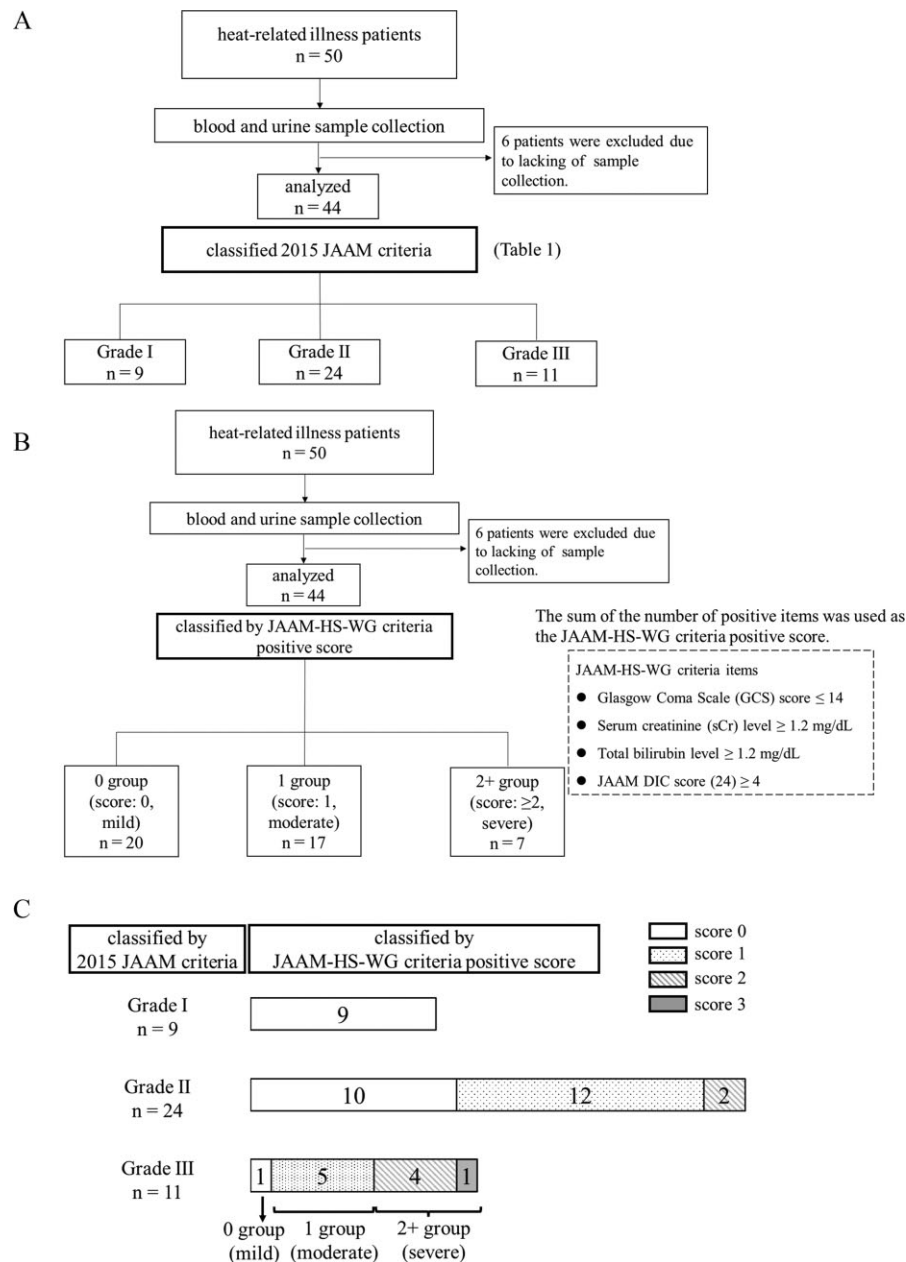 A
heat-related illness patients
n = 50
blood and urine sample collection
6 patients were excluded due
to lacking of sample
collection.
analyzed
n = 44
classified 2015 JAAM criteria
(Table 1)
Grade I
n = 9
Grade II
n = 24
Grade III
n = 11
B
heat-related illness patients
n = 50
blood and urine sample collection
6 patients were excluded due
to lacking of sample
collection.
analyzed
n = 44
classified by JAAM-HS-WG criteria
positive score
The sum of the number of positive items was used as
the JAAM-HS-WG criteria positive score.
JAAM-HS-WG criteria items
● Glasgow Coma Scale (GCS) score ≤ 14
● Serum creatinine (sCr) level ≥ 1.2 mg/dL
● Total bilirubin level ≥ 1.2 mg/dL
● JAAM DIC score (24) ≥ 4
0 group
(score: 0,
mild)
n = 20
1 group
(score: 1,
moderate)
n = 17
2+ group
(score: ≥2,
severe)
n = 7
C
classified by
2015 JAAM criteria
classified by
JAAM-HS-WG criteria positive score
score 0
score 1
score 2
score 3
Grade I
n = 9
9
Grade II
n = 24
10 12 2
Grade III
n = 11
1 5 4 1
0 group
(mild)
1 group
(moderate)
2+ group
(severe)